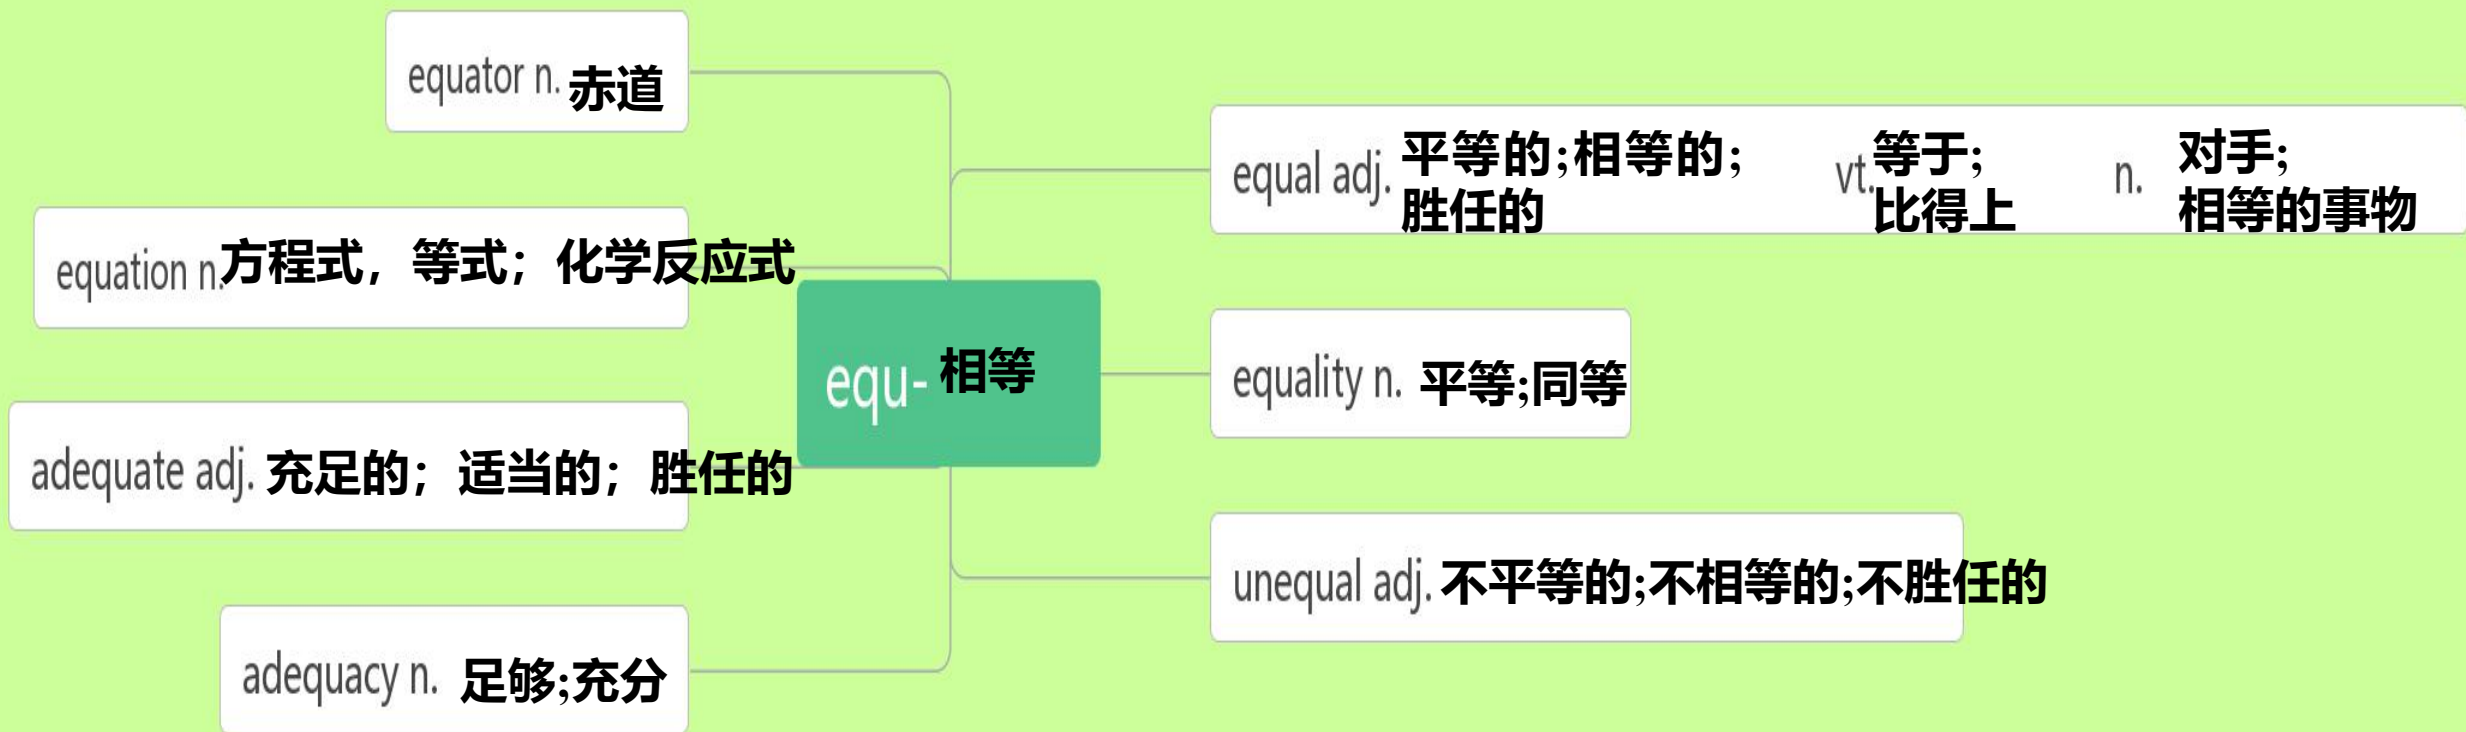 equator n. 赤道
equation n.方程式，等式；化学反应式
adequate adj. 充足的；适当的；胜任的
adequacy n. 足够;充分
equ- 相等
equal adj. 平等的;相等的;
胜任的
vt.等于;
比得上
n. 对手;
相等的事物
equality n. 平等;同等
unequal adj. 不平等的;不相等的;不胜任的